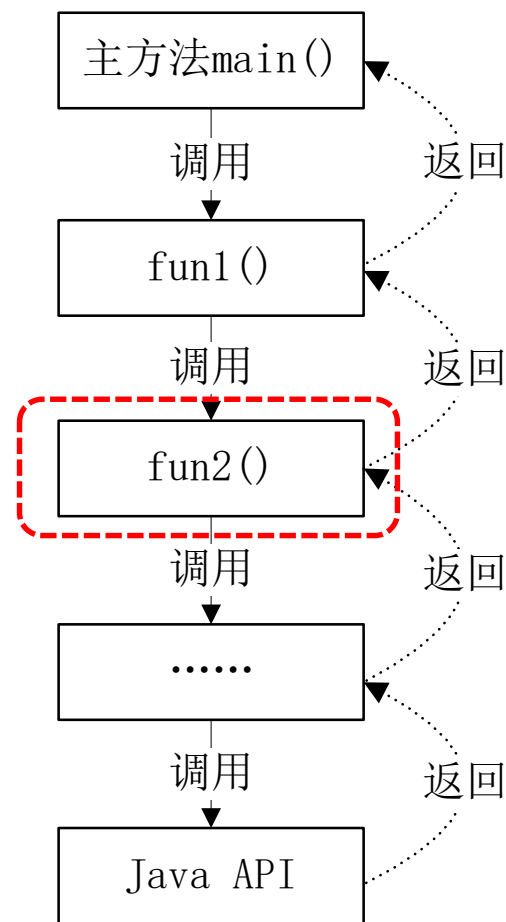 主方法main()
调用
返回
fun1()
调用
返回
fun2()
调用
返回
……
调用
返回
Java API